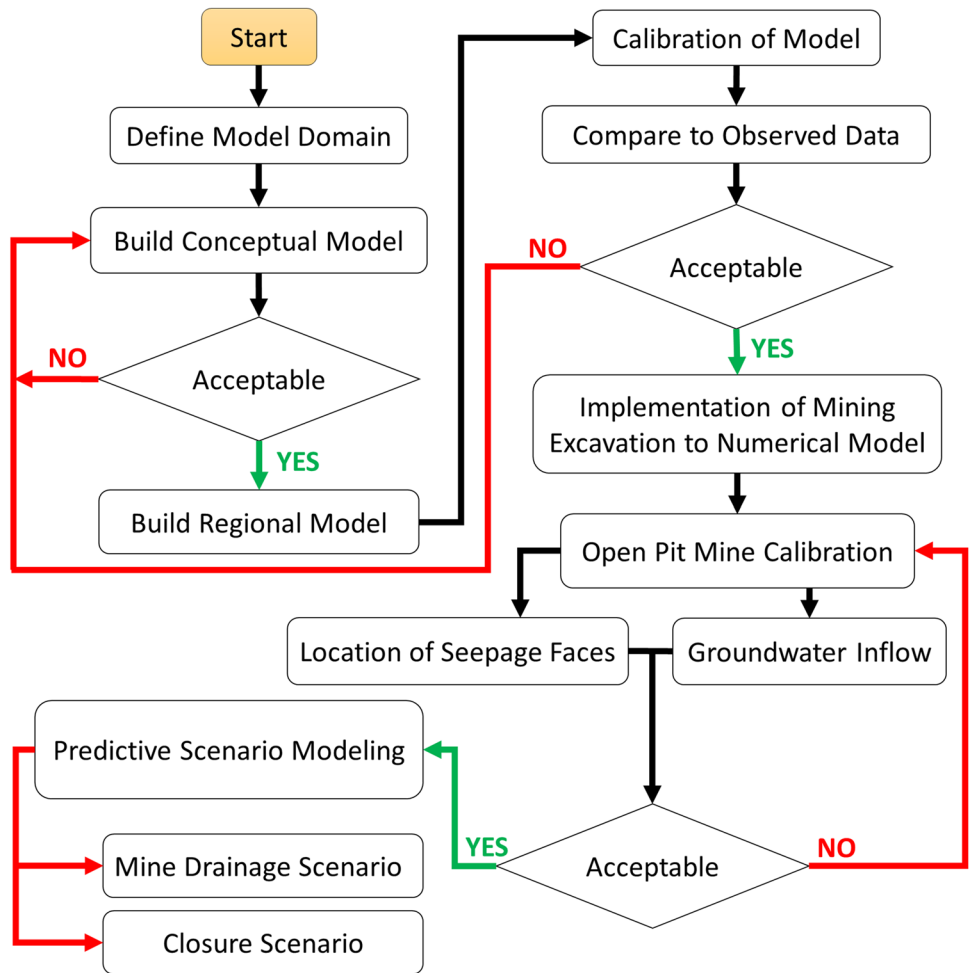 Start
Define Model Domain
Build Conceptual Model
NO
Acceptable
YES
Build Regional Model
Calibration of Model
Compare to Observed Data
NO
Acceptable
YES
Implementation of Mining
Excavation to Numerical Model
Open Pit Mine Calibration
Location of Seepage Faces
Groundwater Inflow
Acceptable
YES
NO
Predictive Scenario Modeling
Mine Drainage Scenario
Closure Scenario